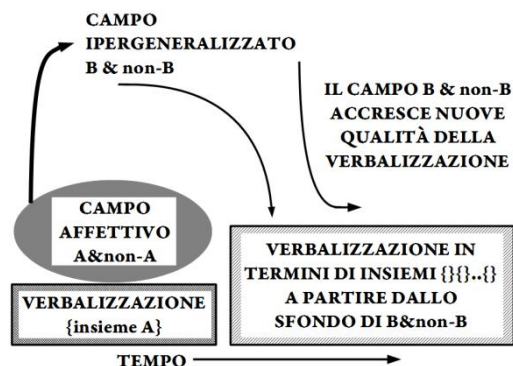 CAMPO
IPERGENERALIZZATO
B & non-B
IL CAMPO B & non-B
ACCRESCE NUOVE
QUALITÀ DELLA
VERBALIZZAZIONE
CAMPO
AFFETTIVO
A&non-A
VERBALIZZAZIONE
{insieme A}
VERBALIZZAZIONE IN
TERMINI DI INSIEMI {}{}..{}
A PARTIRE DALLO
SFONDO DI B&non-B
TEMPO